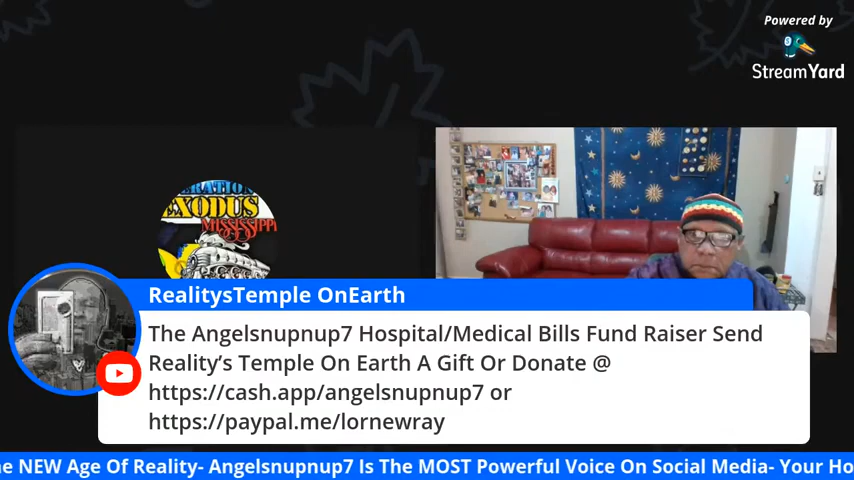 Powered by
StreamYard
ERATION
EXODUS
MISSISSIPPI
RealitysTemple OnEarth
The Angelsnupnup7 Hospital/Medical Bills Fund Raiser Send
Reality’s Temple On Earth A Gift Or Donate @
https://cash.app/angelsnupnup7 or
https://paypal.me/lornewray
e NEW Age Of Reality- Angelsnupnup7 Is The MOST Powerful Voice On Social Media- Your Ho